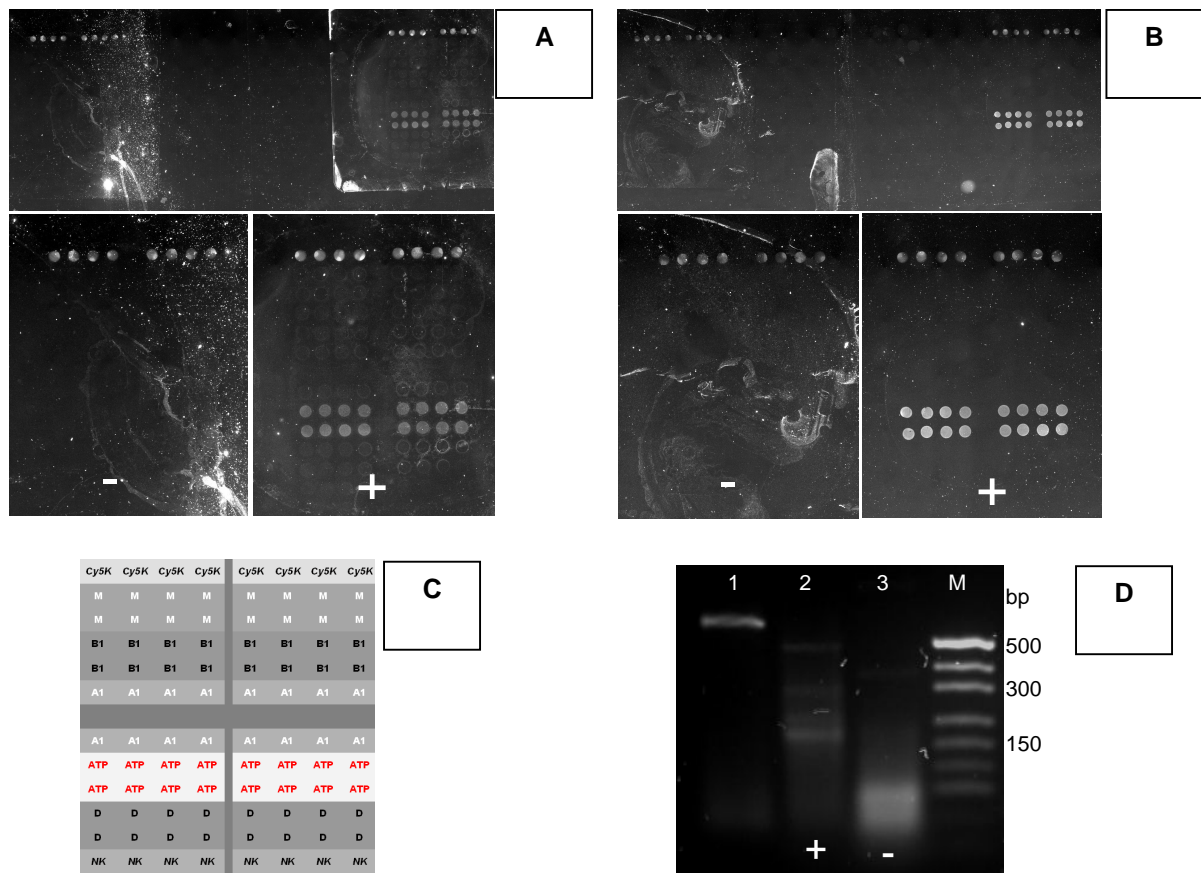 A
B
-
+
-
+
C
Cy5K Cy5K Cy5K Cy5K Cy5K Cy5K Cy5K Cy5K
M M M M M M M M
M M M M M M M M
B1 B1 B1 B1 B1 B1 B1 B1
B1 B1 B1 B1 B1 B1 B1 B1
A1 A1 A1 A1 A1 A1 A1 A1
A1 A1 A1 A1 A1 A1 A1 A1
ATP ATP ATP ATP ATP ATP ATP ATP
ATP ATP ATP ATP ATP ATP ATP ATP
D D D D D D D D
D D D D D D D D
NK NK NK NK NK NK NK NK
D
1 2 3 M bp
500
300
150
+ -